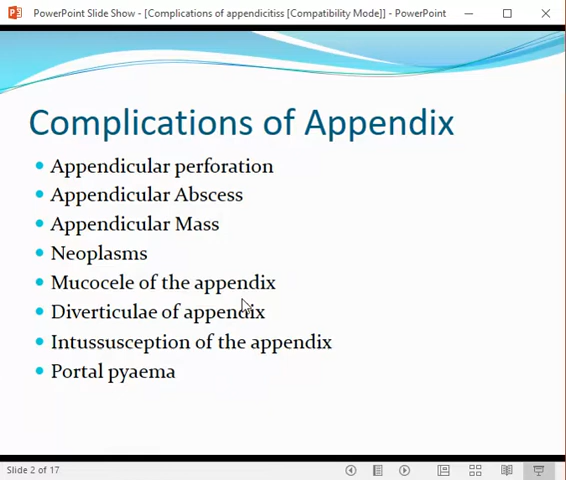 PowerPoint Slide Show - [Complications of appendicitiss [Compatibility Mode]] - PowerPoint
Complications of Appendix
Appendicular perforation
Appendicular Abscess
Appendicular Mass
Neoplasms
Mucocele of the appendix
Diverticulae of appendix
Intussusception of the appendix
Portal pyaema
Slide 2 of 17